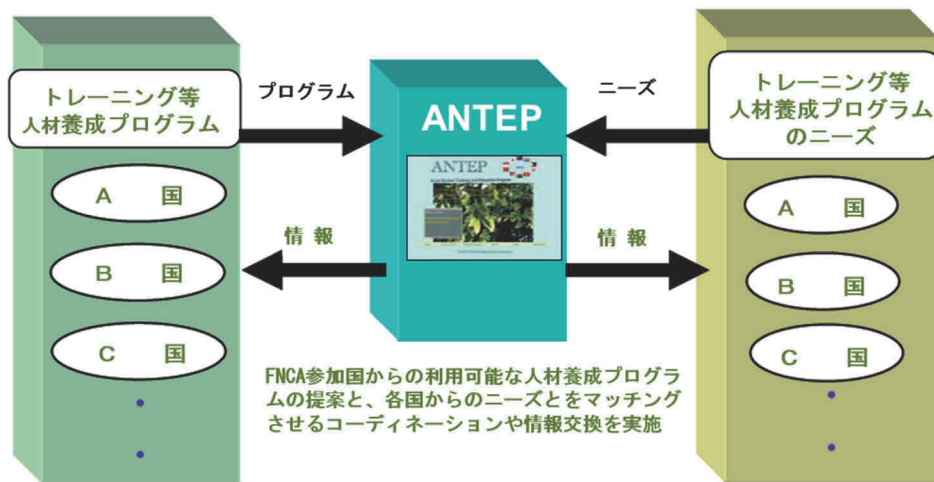 トレーニング等
人材養成プログラム
A 国
B 国
C 国
プログラム
情 報
ANTEP
ANTEP
ニーズ
情 報
トレーニング等
人材養成プログラム
のニーズ
A 国
B 国
C 国
FNCA参加国からの利用可能な人材養成プログラ
ムの提案と、各国からのニーズとをマッチング
させるコーディネーションや情報交換を実施